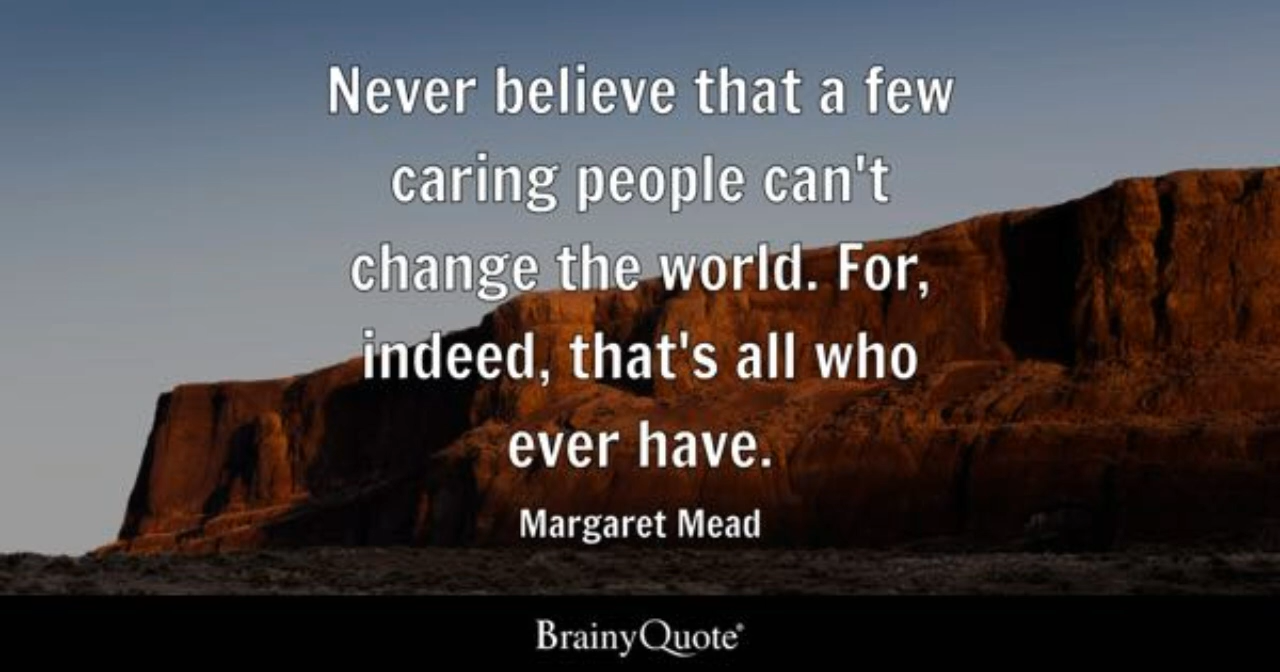 Never believe that a few
caring people can't
change the world. For,
indeed, that's all who
ever have.
Margaret Mead
BrainyQuote®